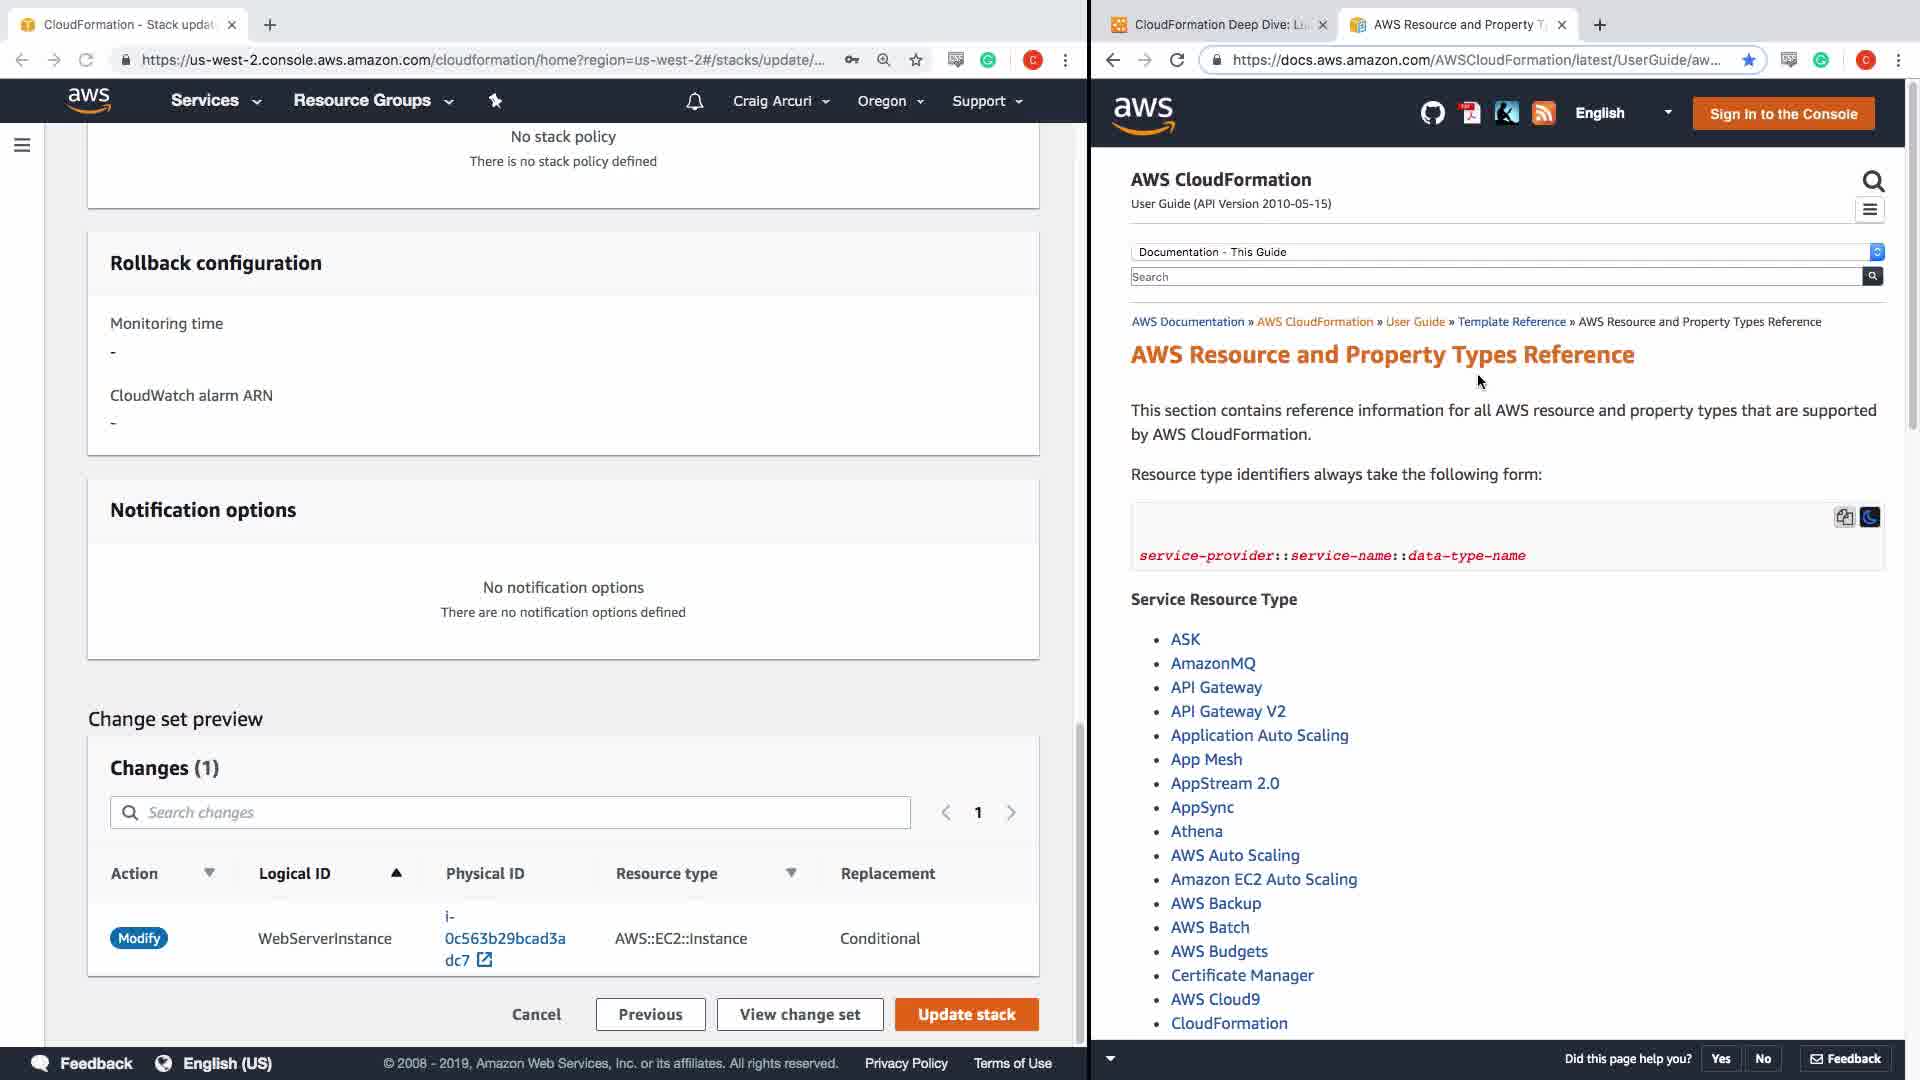 CloudFormation - Stack updat
https://us-west-2.console.aws.amazon.com/cloudformation/home?region=us-west-2#/stacks/update/...
C
aws
Services
Resource Groups
Craig Arcuri
Oregon
Support
No stack policy
There is no stack policy defined
Rollback configuration
Monitoring time
-
CloudWatch alarm ARN
-
Notification options
No notification options
There are no notification options defined
Change set preview
Changes (1)
Search changes
1
Action
Logical ID
Physical ID
Resource type
Replacement
Modify
WebServerInstance
i-
0c563b29bcad3a
dc7
AWS::EC2::Instance
Conditional
Cancel
Previous
View change set
Update stack
Feedback
English (US)
© 2008 - 2019, Amazon Web Services, Inc. or its affiliates. All rights reserved.
Privacy Policy
Terms of Use
CloudFormation Deep Dive: L
AWS Resource and Property T
https://docs.aws.amazon.com/AWSCloudFormation/latest/UserGuide/aw...
C
aws
English
Sign In to the Console
AWS CloudFormation
User Guide (API Version 2010-05-15)
Documentation - This Guide
Search
AWS Documentation » AWS CloudFormation » User Guide » Template Reference » AWS Resource and Property Types Reference
AWS Resource and Property Types Reference
This section contains reference information for all AWS resource and property types that are supported
by AWS CloudFormation.
Resource type identifiers always take the following form:
service-provider::service-name::data-type-name
Service Resource Type
• ASK
• AmazonMQ
• API Gateway
• API Gateway V2
• Application Auto Scaling
• App Mesh
• AppStream 2.0
• AppSync
• Athena
• AWS Auto Scaling
• Amazon EC2 Auto Scaling
• AWS Backup
• AWS Batch
• AWS Budgets
• Certificate Manager
• AWS Cloud9
• CloudFormation
Did this page help you?
Yes
No
Feedback